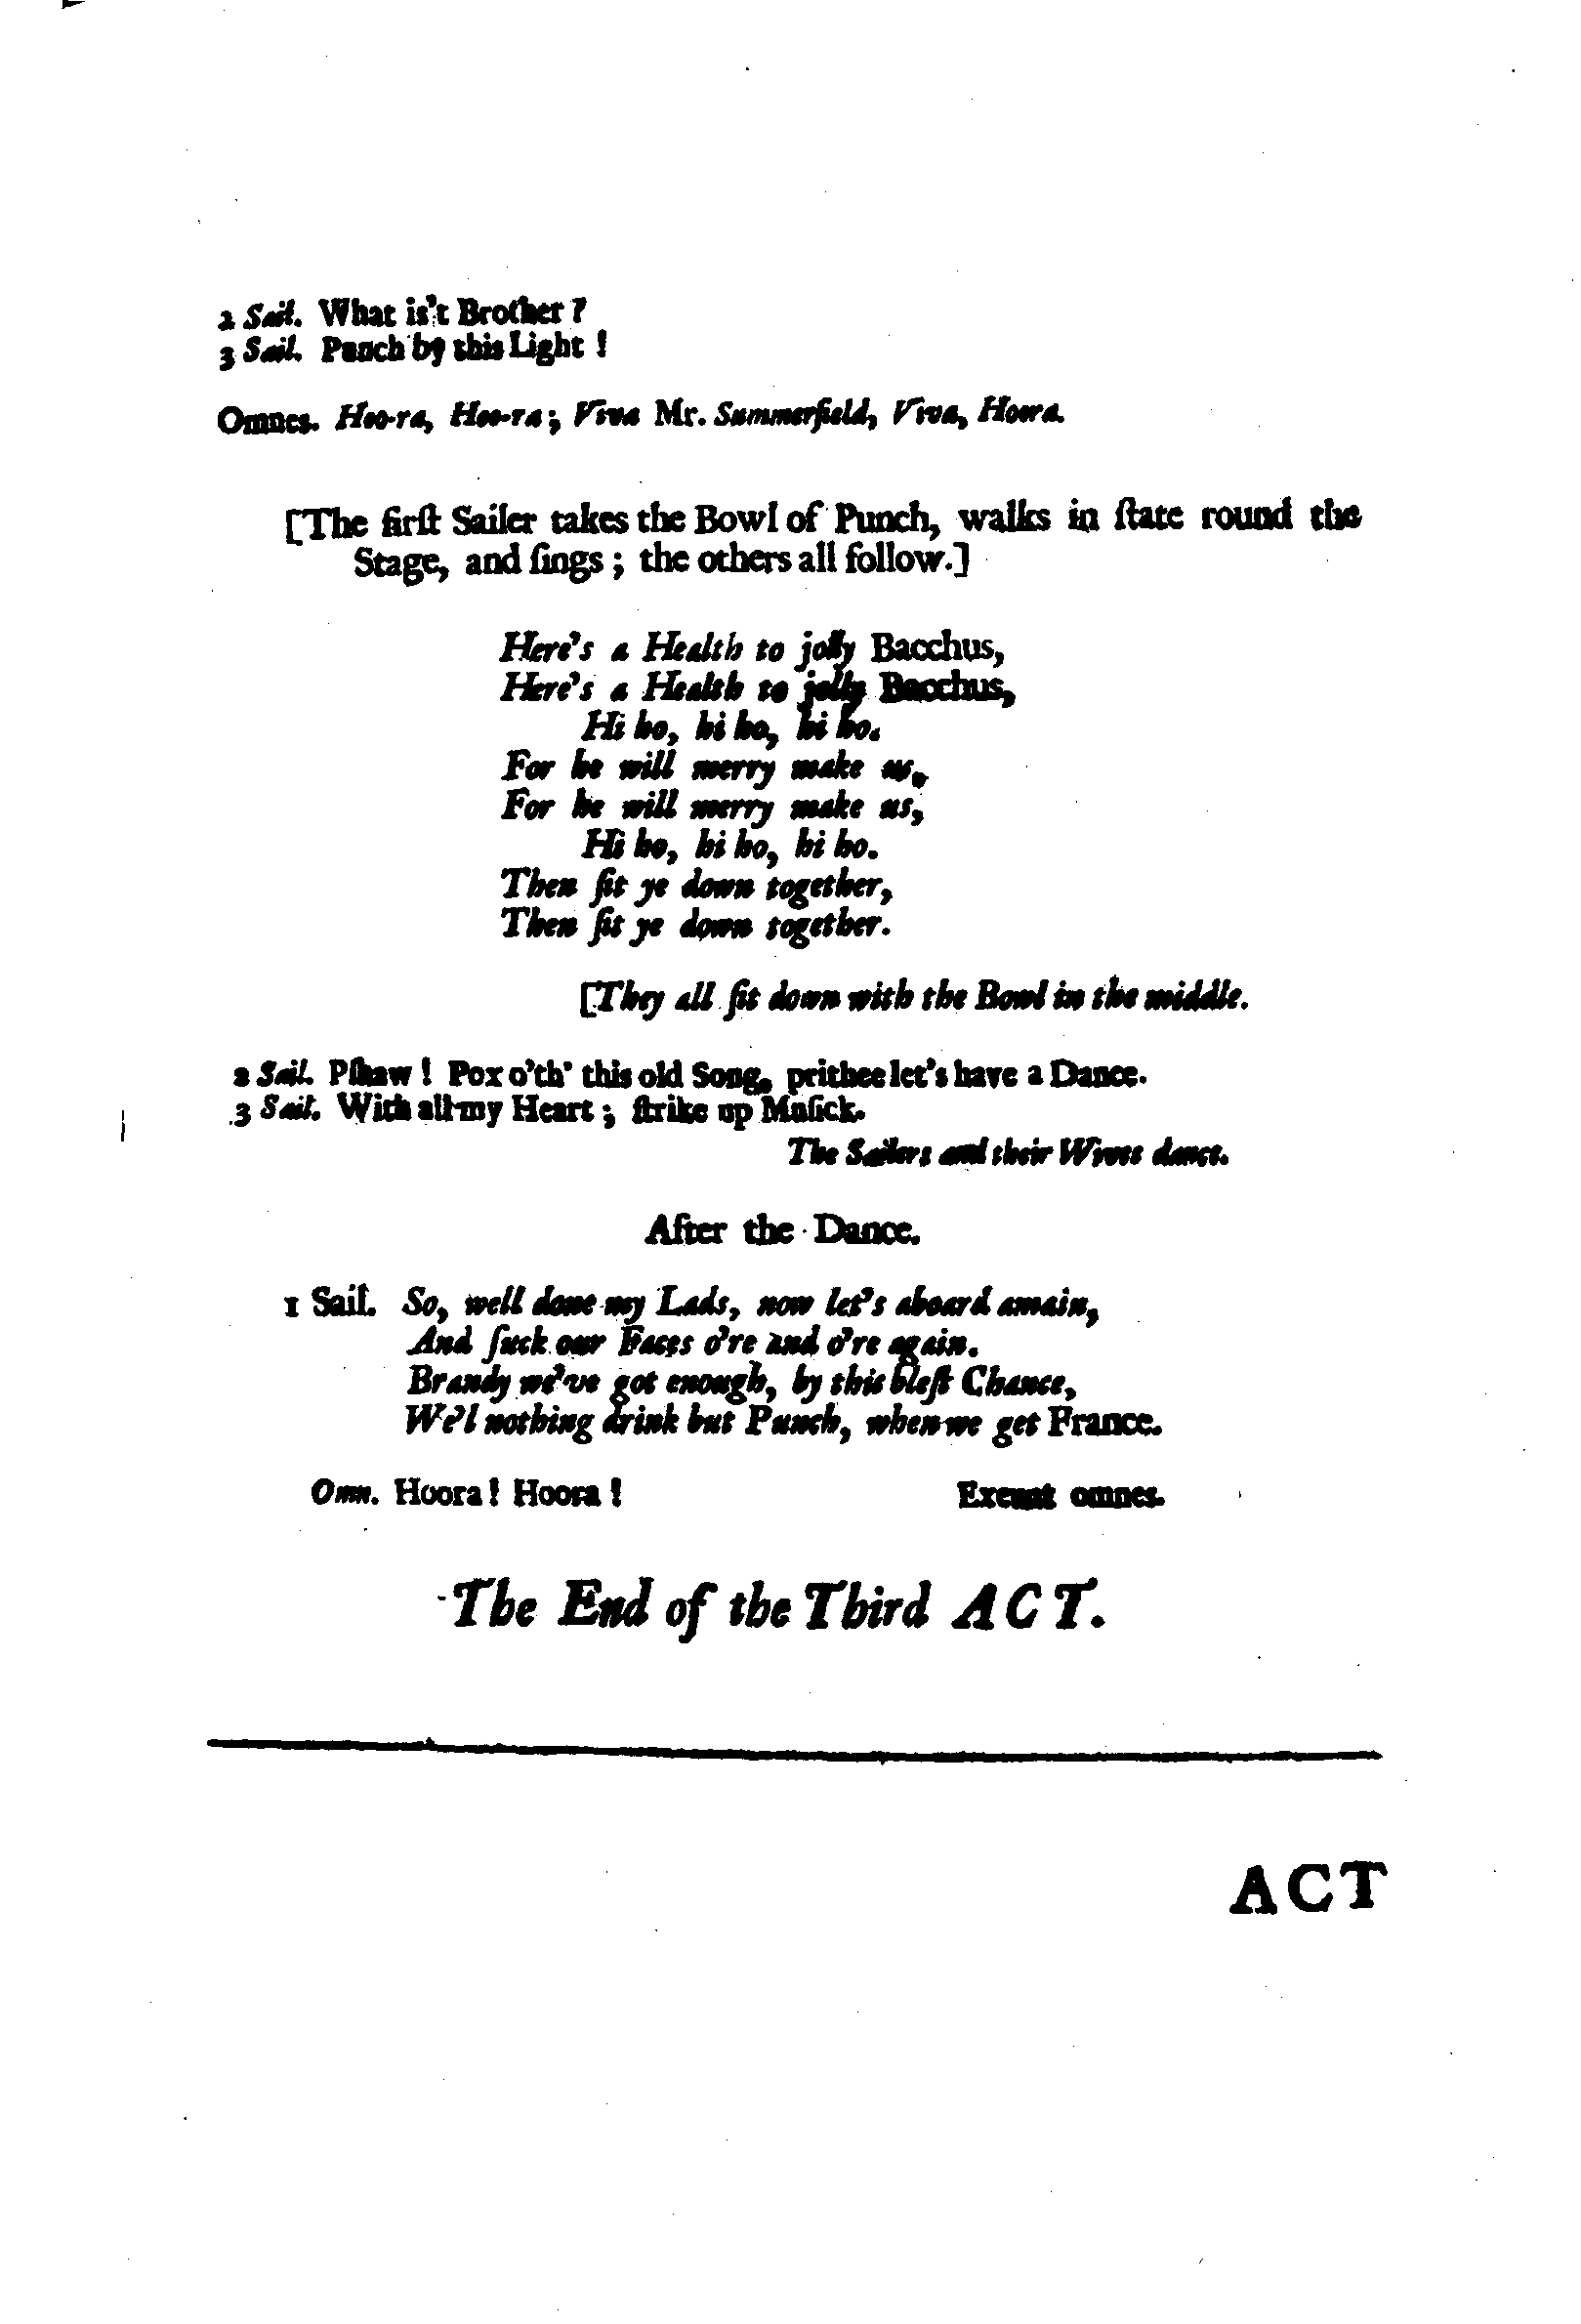 2 Sail. What is't Brother ?
3 Sail. Punch by this Light !
Omnes. Hoo-ra, Hoo-ra ; Viva Mr. Summerfield, Viva, Hoora.
[The firſt Sailer takes the Bowl of Punch, walks in ſtate round the
Stage, and ſings ; the others all follow.]
Here's a Health to jolly Bacchus,
Here's a Health to jolly Bacchus,
Hi ho, hi ho, hi ho.
For he will merry make us,
For he will merry make us,
Hi ho, hi ho, hi ho.
Then ſit ye down together,
Then ſit ye down together.
[They all ſit down with the Bowl in the middle.
2 Sail. Pſhaw ! Pox o'th' this old Song, prithee let's have a Dance.
3 Sail. With all my Heart ; ſtrike up Muſick.
The Sailers and their Wives dance.
After the Dance.
1 Sail. So, well done my Lads, now let's aboard amain,
And ſuck our Faces o're and o're again.
Brandy we've got enough, by this bleſt Chance,
We'l nothing drink but Punch, when we get France.
Omn. Hoora ! Hoora ! Exeunt omnes.
The End of the Third ACT.
ACT